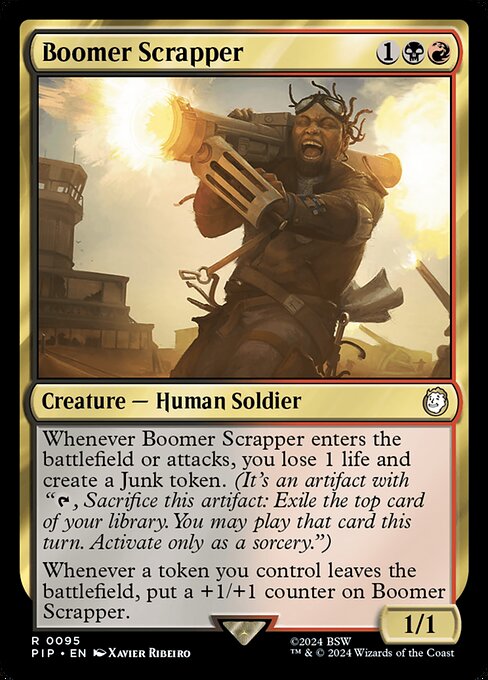 Boomer Scrapper 1
Creature — Human Soldier
Whenever Boomer Scrapper enters the
battlefield or attacks, you lose 1 life and
create a Junk token. (It's an artifact with
“, Sacrifice this artifact: Exile the top card
of your library. You may play that card this
turn. Activate only as a sorcery.”)
Whenever a token you control leaves the
battlefield, put a +1/+1 counter on Boomer
Scrapper.
1/1
R 0095
PIP • EN Xavier Ribeiro
©2024 BSW
™ & © 2024 Wizards of the Coast